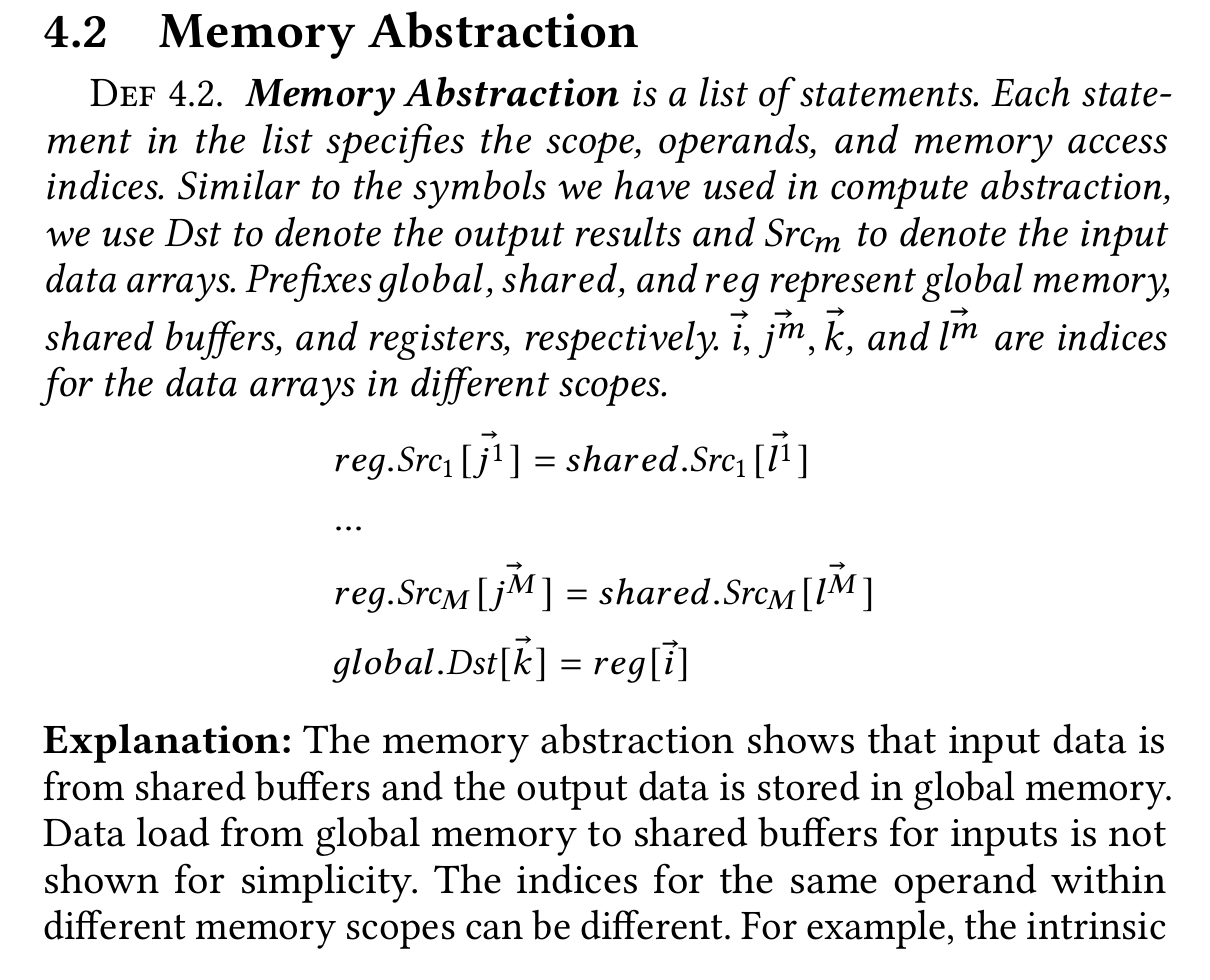 4.2 Memory Abstraction
Def 4.2. Memory Abstraction is a list of statements. Each state-
ment in the list specifies the scope, operands, and memory access
indices. Similar to the symbols we have used in compute abstraction,
we use Dst to denote the output results and Src_m to denote the input
data arrays. Prefixes global, shared, and reg represent global memory,
shared buffers, and registers, respectively. \vec{i}, \vec{j^m}, \vec{k}, and \vec{l^m} are indices
for the data arrays in different scopes.
reg.Src_1[\vec{j^1}] = shared.Src_1[\vec{l^1}]
...
reg.Src_M[\vec{j^M}] = shared.Src_M[\vec{l^M}]
global.Dst[\vec{k}] = reg[\vec{i}]
Explanation: The memory abstraction shows that input data is
from shared buffers and the output data is stored in global memory.
Data load from global memory to shared buffers for inputs is not
shown for simplicity. The indices for the same operand within
different memory scopes can be different. For example, the intrinsic